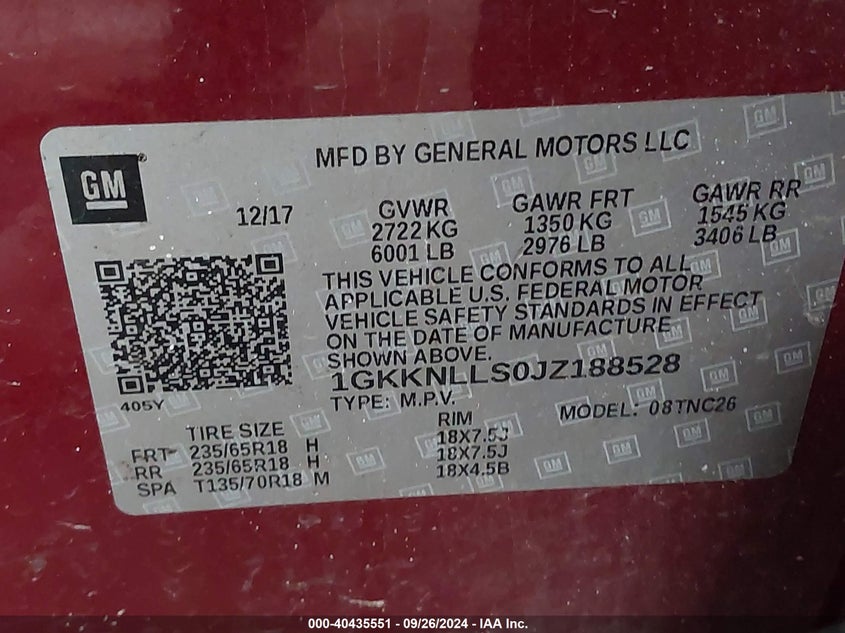 MFD BY GENERAL MOTORS LLC
GM
12/17
GVWR GAWR FRT GAWR RR
2722 KG 1350 KG 1545 KG
6001 LB 2976 LB 3406 LB
THIS VEHICLE CONFORMS TO ALL
APPLICABLE U.S. FEDERAL MOTOR
VEHICLE SAFETY STANDARDS IN EFFECT
ON THE DATE OF MANUFACTURE
SHOWN ABOVE.
1GKKNLLS0JZ188528
405Y
TYPE: M.P.V. MODEL: 08TNC26
TIRE SIZE RIM
FRT 235/65R18 H 18X7.5J
RR 235/65R18 H 18X7.5J
SPA T135/70R18 M 18X4.5B
000-40435551 - 09/26/2024 - IAA Inc.